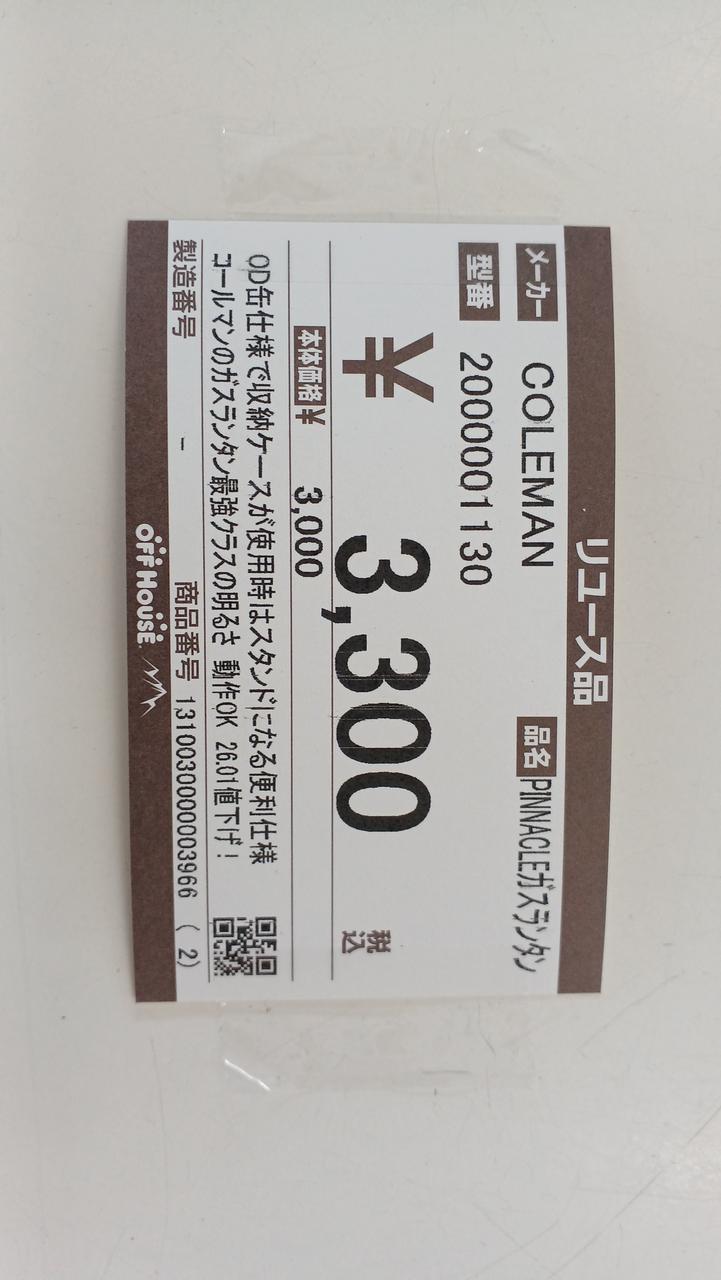 リユース品
メーカー COLEMAN 品名 PINNACLEガスランタン
型番 2000001130
¥ 3,300 税込
本体価格¥ 3,000
OD缶仕様で収納ケースが使用時はスタンドになる便利仕様
コールマンのガスランタン最強クラスの明るさ 動作OK 26.01値下げ！
製造番号 - 商品番号 1310030000003966 ( 2)
OFFHOUSE